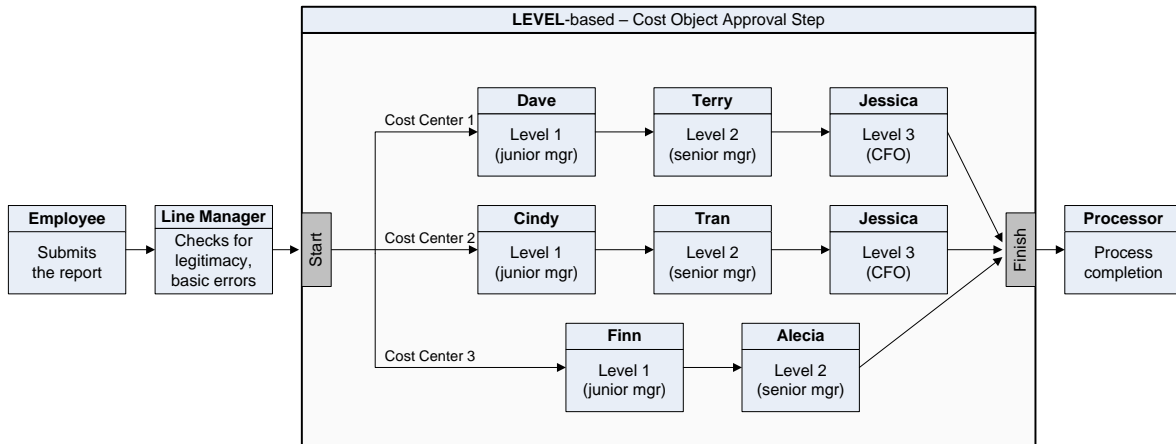 LEVEL-based – Cost Object Approval Step
Employee
Submits
the report
Line Manager
Checks for
legitimacy,
basic errors
Start
Cost Center 1
Dave
Level 1
(junior mgr)
Terry
Level 2
(senior mgr)
Jessica
Level 3
(CFO)
Cost Center 2
Cindy
Level 1
(junior mgr)
Tran
Level 2
(senior mgr)
Jessica
Level 3
(CFO)
Cost Center 3
Finn
Level 1
(junior mgr)
Alecia
Level 2
(senior mgr)
Finish
Processor
Process
completion